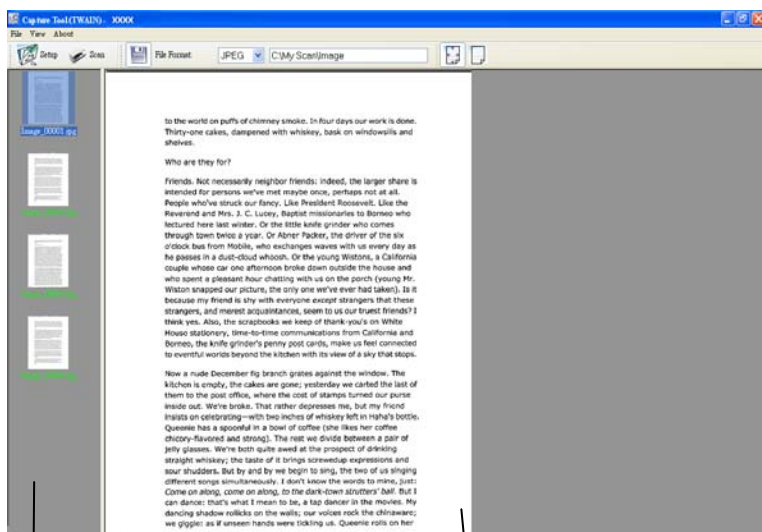 Capture Tool(TWAIN) - XXXX
File View About
Setup Scan File Format: JPEG C:\My Scan\Image
Image_00001.jpg
to the world on puffs of chimney smoke. In four days our work is done.
Thirty-one cakes, dampened with whiskey, bask on windowsills and
shelves.
Who are they for?
Friends. Not necessarily neighbor friends: indeed, the larger share is
intended for persons we've met maybe once, perhaps not at all.
People who've struck our fancy. Like President Roosevelt. Like the
Reverend and Mrs. J. C. Lucey, Baptist missionaries to Borneo who
lectured here last winter. Or the little knife grinder who comes
through town twice a year. Or Abner Packer, the driver of the six
o'clock bus from Mobile, who exchanges waves with us every day as
he passes in a dust-cloud whoosh. Or the young Wistons, a California
couple whose car one afternoon broke down outside the house and
who spent a pleasant hour chatting with us on the porch (young Mr.
Wiston snapped our picture, the only one we've ever had taken). Is it
because my friend is shy with everyone except strangers that these
strangers, and merest acquaintances, seem to us our truest friends? I
think yes. Also, the scrapbooks we keep of thank-you's on White
House stationery, time-to-time communications from California and
Borneo, the knife grinder's penny post cards, make us feel connected
to eventful worlds beyond the kitchen with its view of a sky that stops.
Now a nude December fig branch grates against the window. The
kitchen is empty, the cakes are gone; yesterday we carted the last of
them to the post office, where the cost of stamps turned our purse
inside out. We're broke. That rather depresses me, but my friend
insists on celebrating—with two inches of whiskey left in Haha's bottle.
Queenie has a spoonful in a bowl of coffee (she likes her coffee
chicory-flavored and strong). The rest we divide between a pair of
jelly glasses. We're both quite awed at the prospect of drinking
straight whiskey; the taste of it brings screwedup expressions and
sour shudders. But by and by we begin to sing, the two of us singing
different songs simultaneously. I don't know the words to mine, just:
Come on along, come on along, to the dark-town strutters' ball. But I
can dance: that's what I mean to be, a tap dancer in the movies. My
dancing shadow rollicks on the walls; our voices rock the chinaware;
we giggle: as if unseen hands were tickling us. Queenie rolls on her